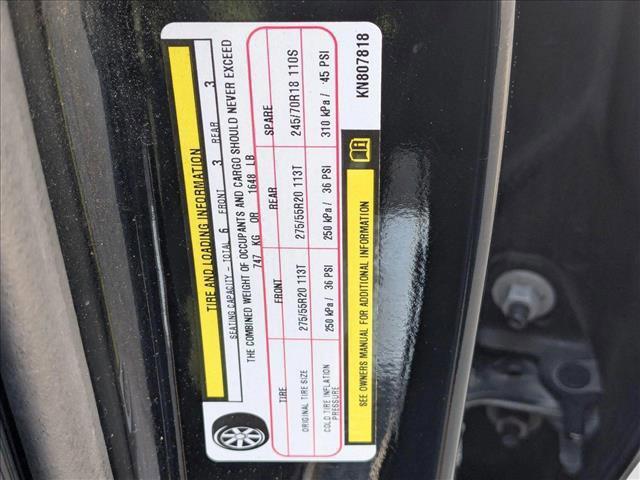 TIRE AND LOADING INFORMATION
SEATING CAPACITY - TOTAL 6 FRONT 3 REAR 3
THE COMBINED WEIGHT OF OCCUPANTS AND CARGO SHOULD NEVER EXCEED
747 KG OR 1648 LB
TIRE FRONT REAR SPARE
ORIGINAL TIRE SIZE 275/55R20 113T 275/55R20 113T 245/70R18 110S
COLD TIRE INFLATION PRESSURE 250 kPa / 36 PSI 250 kPa / 36 PSI 310 kPa / 45 PSI
SEE OWNERS MANUAL FOR ADDITIONAL INFORMATION
KN807818